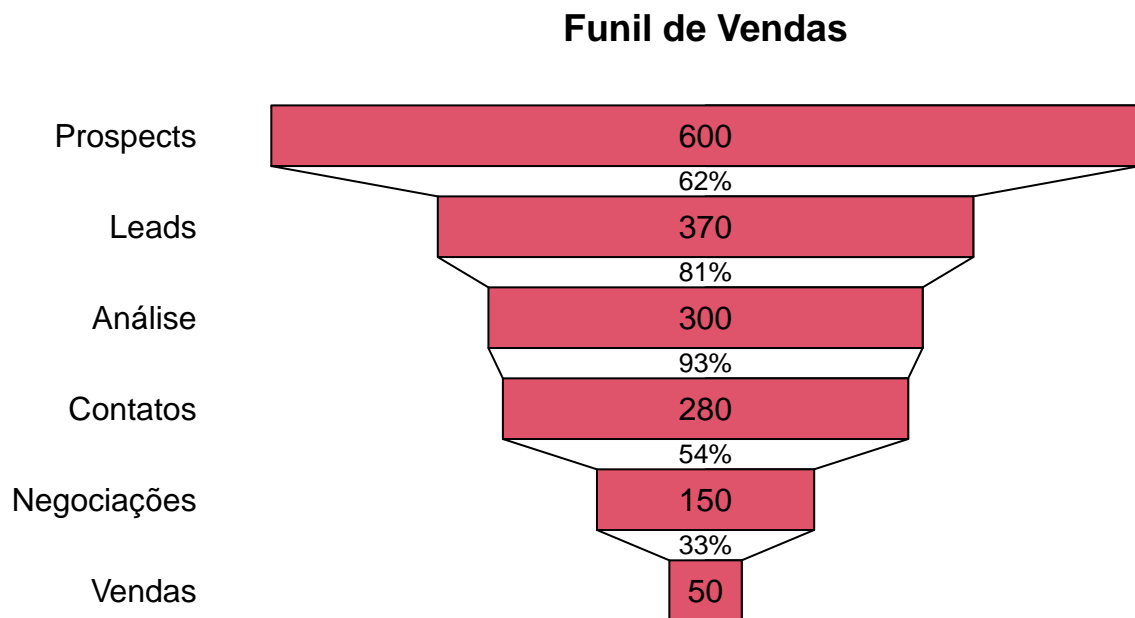 Funil de Vendas
Prospects 600
62%
Leads 370
81%
Análise 300
93%
Contatos 280
54%
Negociações 150
33%
Vendas 50